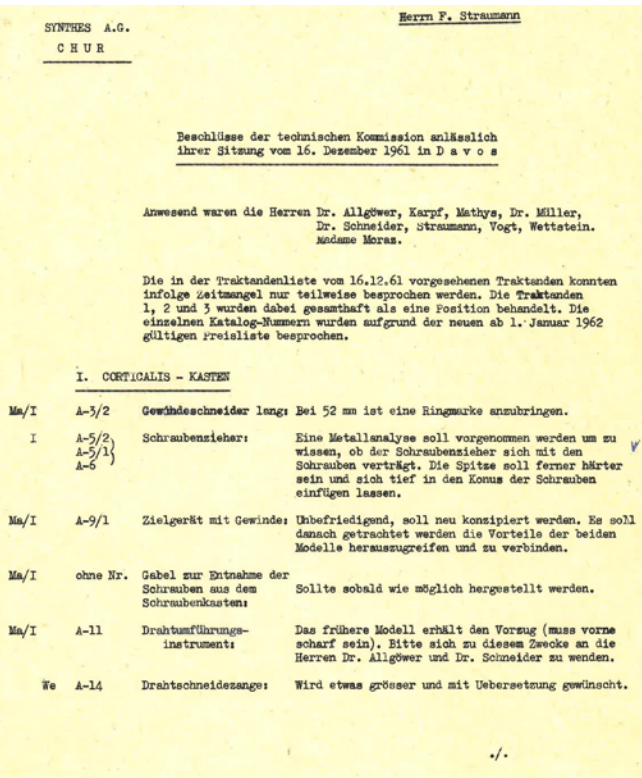 Herrn F. Straumann
SYNTHES A.G.
C H U R
Beschlüsse der technischen Kommission anlässlich
ihrer Sitzung vom 16. Dezember 1961 in D a v o s
Anwesend waren die Herren Dr. Allgöwer, Karpf, Mathys, Dr. Müller,
Dr. Schneider, Straumann, Vogt, Wettstein.
Madame Moraz.
Die in der Traktandenliste vom 16.12.61 vorgesehenen Traktanden konnten
infolge Zeitmangel nur teilweise besprochen werden. Die Traktanden
1, 2 und 3 wurden dabei gesamthaft als eine Position behandelt. Die
einzelnen Katalog-Nummern wurden aufgrund der neuen ab 1. Januar 1962
gültigen Preisliste besprochen.
I. CORTICALIS - KASTEN
Ma/I A-3/2 Gewindeschneider lang: Bei 52 mm ist eine Ringmarke anzubringen.
I A-5/2) Schraubenzieher: Eine Metallanalyse soll vorgenommen werden um zu
A-5/1( wissen, ob der Schraubenzieher sich mit den
A-6 Schrauben verträgt. Die Spitze soll ferner härter
sein und sich tief in den Konus der Schrauben
einfügen lassen.
Ma/I A-9/1 Zielgerät mit Gewinde: Unbefriedigend, soll neu konzipiert werden. Es soll
danach getrachtet werden die Vorteile der beiden
Modelle herauszugreifen und zu verbinden.
Ma/I ohne Nr. Gabel zur Entnahme der
Schrauben aus dem Sollte sobald wie möglich hergestellt werden.
Schraubenkasten:
Ma/I A-11 Drahtumführungs- Das frühere Modell erhält den Vorzug (muss vorne
instrument: scharf sein). Bitte sich zu diesem Zwecke an die
Herren Dr. Allgöwer und Dr. Schneider zu wenden.
We A-14 Drahtschneidezange: Wird etwas grösser und mit Uebersetzung gewünscht.
./.